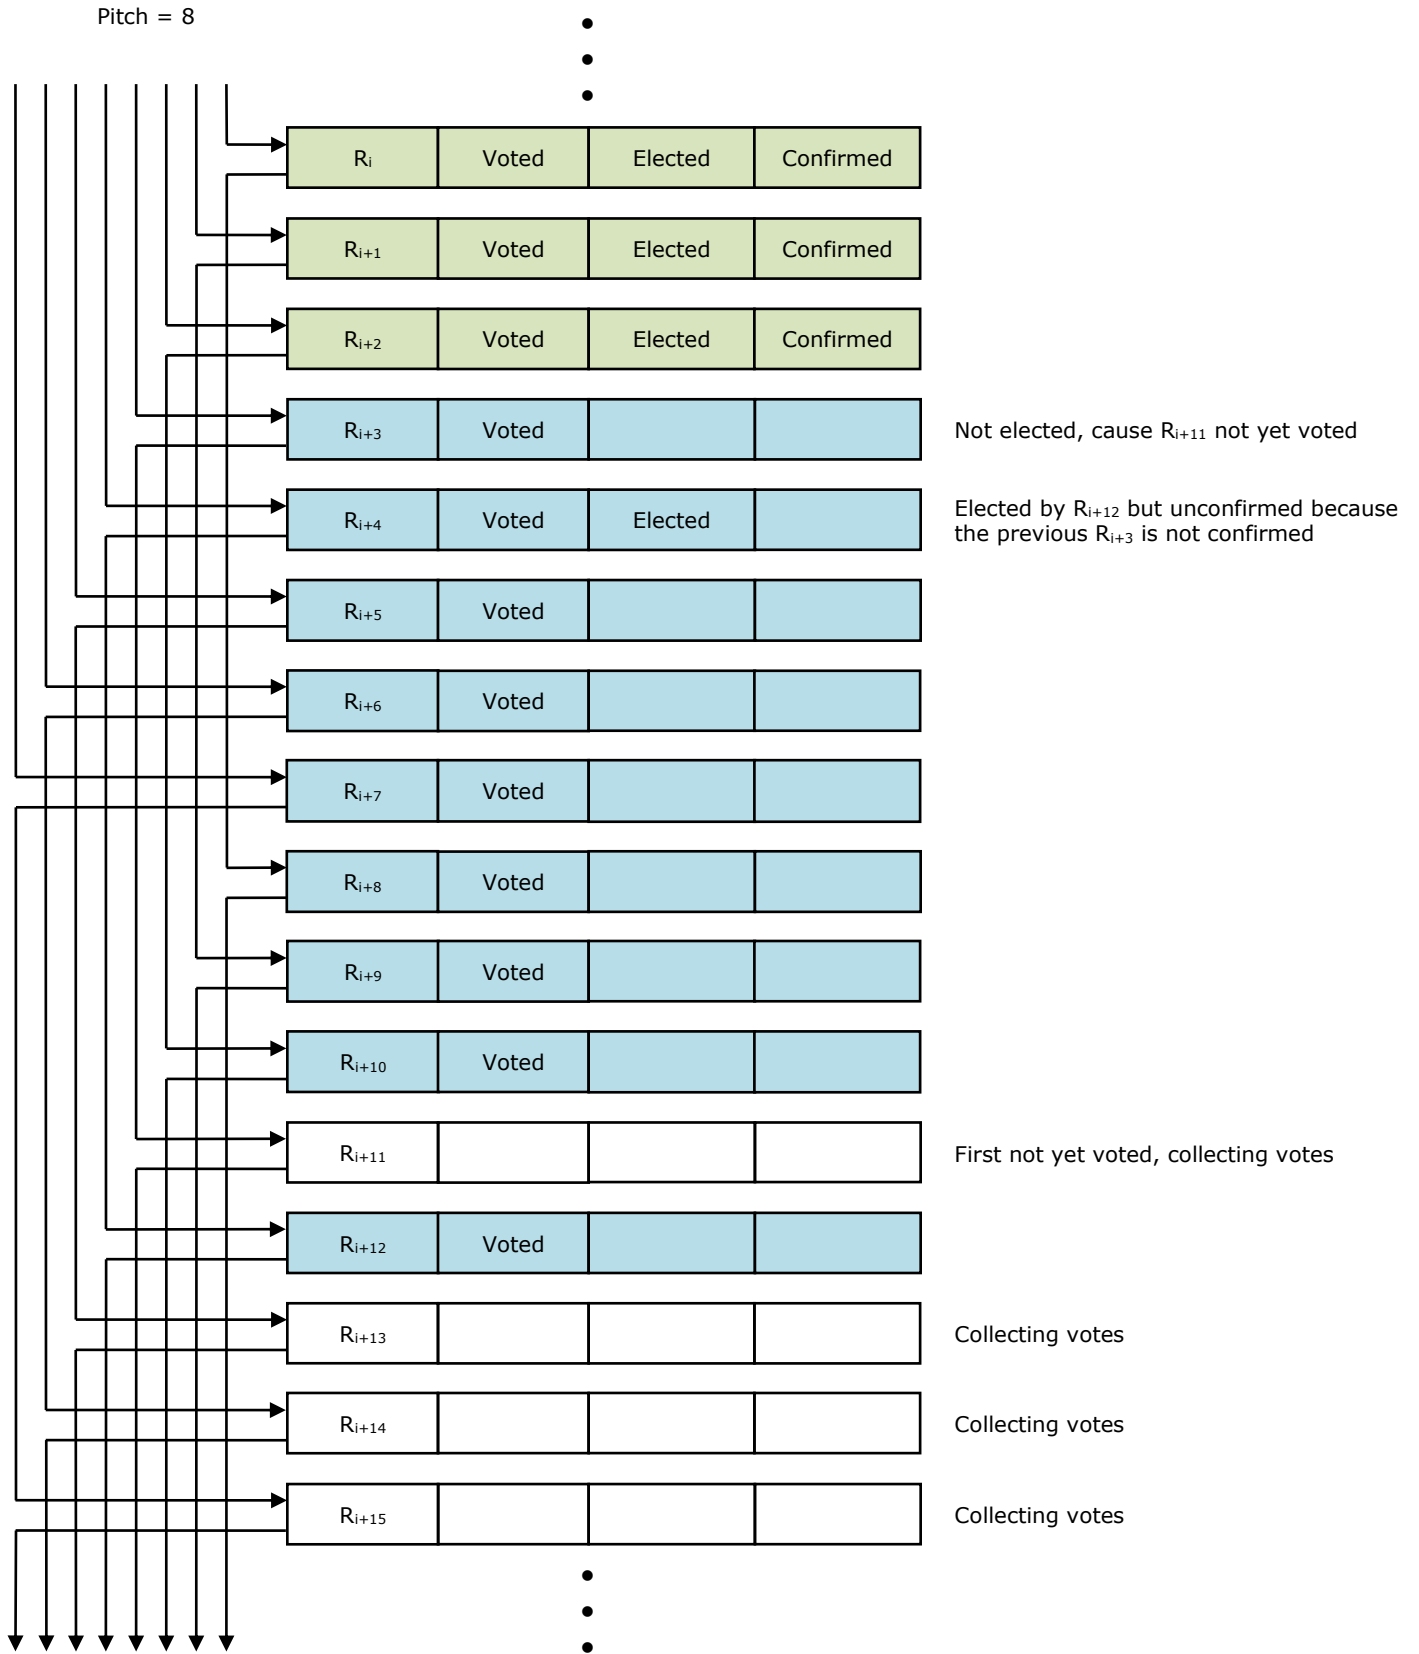 Pitch = 8
Rᵢ Voted Elected Confirmed
Rᵢ₊₁ Voted Elected Confirmed
Rᵢ₊₂ Voted Elected Confirmed
Rᵢ₊₃ Voted Not elected, cause Rᵢ₊₁₁ not yet voted
Rᵢ₊₄ Voted Elected Elected by Rᵢ₊₁₂ but unconfirmed because
the previous Rᵢ₊₃ is not confirmed
Rᵢ₊₅ Voted
Rᵢ₊₆ Voted
Rᵢ₊₇ Voted
Rᵢ₊₈ Voted
Rᵢ₊₉ Voted
Rᵢ₊₁₀ Voted
Rᵢ₊₁₁ First not yet voted, collecting votes
Rᵢ₊₁₂ Voted
Rᵢ₊₁₃ Collecting votes
Rᵢ₊₁₄ Collecting votes
Rᵢ₊₁₅ Collecting votes